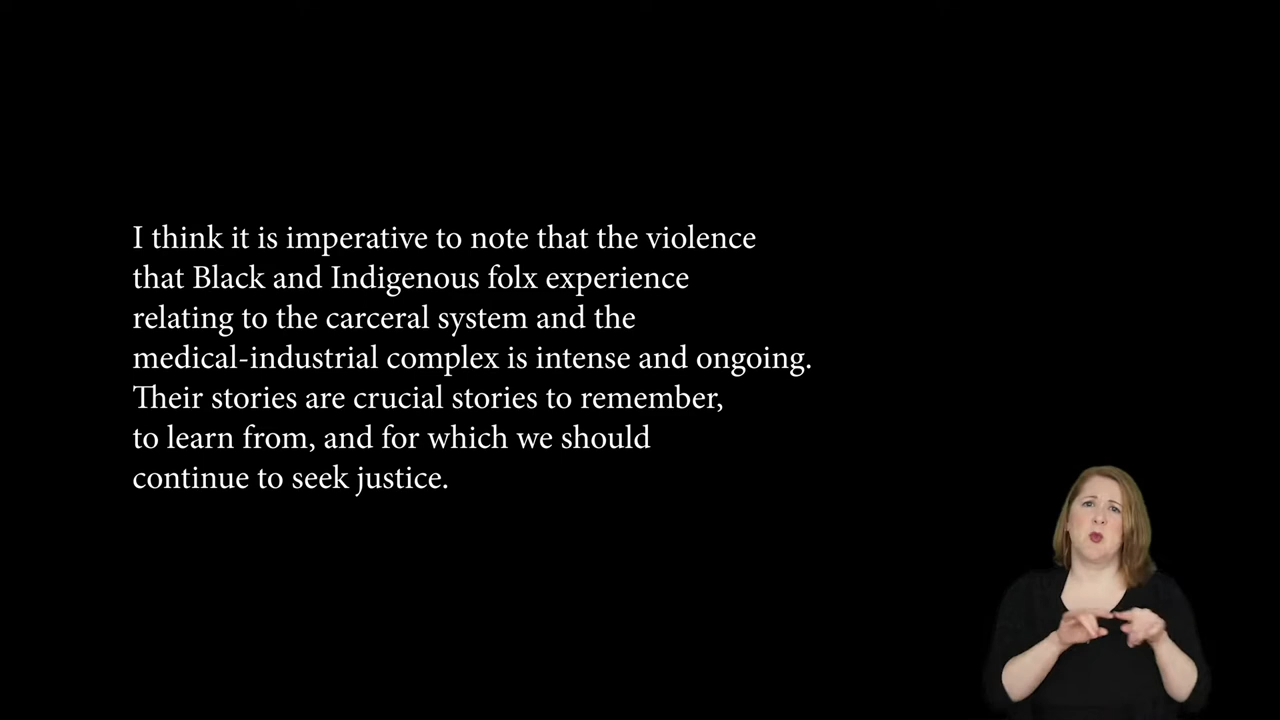 I think it is imperative to note that the violence
that Black and Indigenous folx experience
relating to the carceral system and the
medical-industrial complex is intense and ongoing.
Their stories are crucial stories to remember,
to learn from, and for which we should
continue to seek justice.